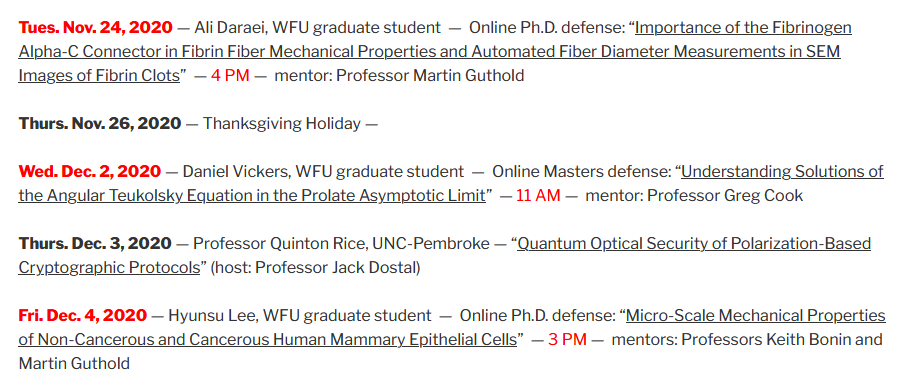 Tues. Nov. 24, 2020 — Ali Daraei, WFU graduate student — Online Ph.D. defense: “Importance of the Fibrinogen
Alpha-C Connector in Fibrin Fiber Mechanical Properties and Automated Fiber Diameter Measurements in SEM
Images of Fibrin Clots” — 4 PM — mentor: Professor Martin Guthold
Thurs. Nov. 26, 2020 — Thanksgiving Holiday —
Wed. Dec. 2, 2020 — Daniel Vickers, WFU graduate student — Online Masters defense: “Understanding Solutions of
the Angular Teukolsky Equation in the Prolate Asymptotic Limit” — 11 AM — mentor: Professor Greg Cook
Thurs. Dec. 3, 2020 — Professor Quinton Rice, UNC-Pembroke — “Quantum Optical Security of Polarization-Based
Cryptographic Protocols” (host: Professor Jack Dostal)
Fri. Dec. 4, 2020 — Hyunsu Lee, WFU graduate student — Online Ph.D. defense: “Micro-Scale Mechanical Properties
of Non-Cancerous and Cancerous Human Mammary Epithelial Cells” — 3 PM — mentors: Professors Keith Bonin and
Martin Guthold